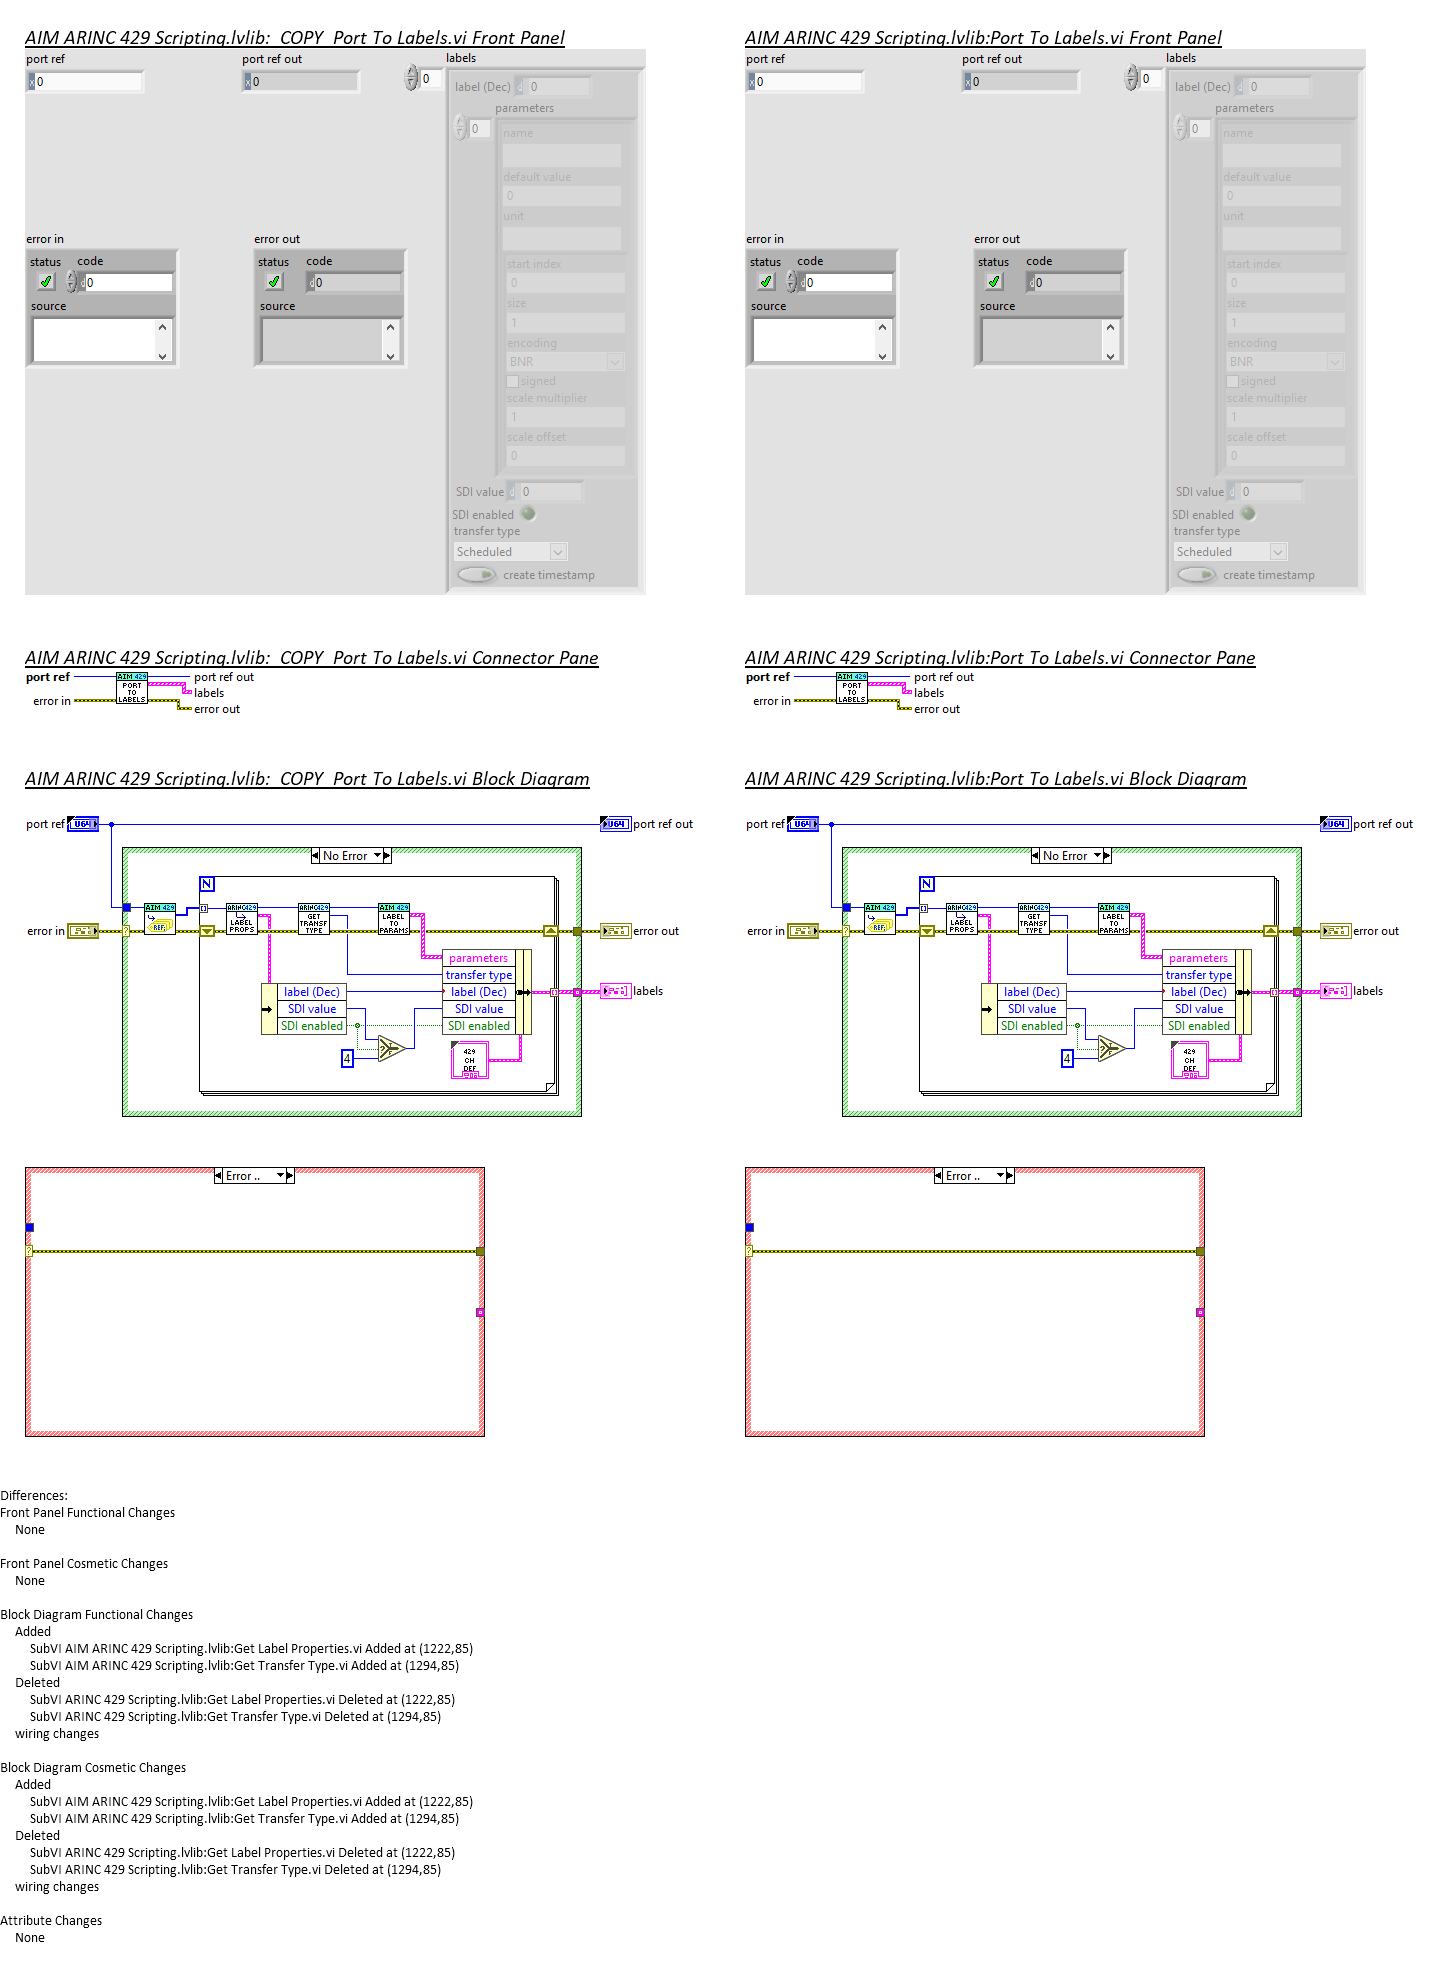 AIM ARINC 429 Scripting.lvlib:_COPY_Port To Labels.vi Front Panel
port ref
x 0
port ref out
x 0
0
labels
label (Dec) d 0
parameters
0
name
default value
0
unit
start index
0
size
1
encoding
BNR
signed
scale multiplier
1
scale offset
0
SDI value d 0
SDI enabled
transfer type
Scheduled
create timestamp
error in
status code
d0
source
error out
status code
d0
source
AIM ARINC 429 Scripting.lvlib:Port To Labels.vi Front Panel
port ref
x 0
port ref out
x 0
0
labels
label (Dec) d 0
parameters
0
name
default value
0
unit
start index
0
size
1
encoding
BNR
signed
scale multiplier
1
scale offset
0
SDI value d 0
SDI enabled
transfer type
Scheduled
create timestamp
error in
status code
d0
source
error out
status code
d0
source
AIM ARINC 429 Scripting.lvlib:_COPY_Port To Labels.vi Connector Pane
port ref
error in
AIM 429
PORT
TO
LABELS
port ref out
labels
error out
AIM ARINC 429 Scripting.lvlib:Port To Labels.vi Connector Pane
port ref
error in
AIM 429
PORT
TO
LABELS
port ref out
labels
error out
AIM ARINC 429 Scripting.lvlib:_COPY_Port To Labels.vi Block Diagram
port ref U64
U64 port ref out
No Error
N
AIM 429
REF
ARINC429
LABEL
PROPS
ARINC429
GET
TRANSF
TYPE
AIM 429
LABEL
TO
PARAMS
error in
?
error out
parameters
transfer type
label (Dec)
SDI value
SDI enabled
label (Dec)
SDI value
SDI enabled
labels
4
? T F
429
CH
DEF
Error ..
?
AIM ARINC 429 Scripting.lvlib:Port To Labels.vi Block Diagram
port ref U64
U64 port ref out
No Error
N
AIM 429
REF
ARINC429
LABEL
PROPS
ARINC429
GET
TRANSF
TYPE
AIM 429
LABEL
TO
PARAMS
error in
?
error out
parameters
transfer type
label (Dec)
SDI value
SDI enabled
label (Dec)
SDI value
SDI enabled
labels
4
? T F
429
CH
DEF
Error ..
?
Differences:
Front Panel Functional Changes
None
Front Panel Cosmetic Changes
None
Block Diagram Functional Changes
Added
SubVI AIM ARINC 429 Scripting.lvlib:Get Label Properties.vi Added at (1222,85)
SubVI AIM ARINC 429 Scripting.lvlib:Get Transfer Type.vi Added at (1294,85)
Deleted
SubVI ARINC 429 Scripting.lvlib:Get Label Properties.vi Deleted at (1222,85)
SubVI ARINC 429 Scripting.lvlib:Get Transfer Type.vi Deleted at (1294,85)
wiring changes
Block Diagram Cosmetic Changes
Added
SubVI AIM ARINC 429 Scripting.lvlib:Get Label Properties.vi Added at (1222,85)
SubVI AIM ARINC 429 Scripting.lvlib:Get Transfer Type.vi Added at (1294,85)
Deleted
SubVI ARINC 429 Scripting.lvlib:Get Label Properties.vi Deleted at (1222,85)
SubVI ARINC 429 Scripting.lvlib:Get Transfer Type.vi Deleted at (1294,85)
wiring changes
Attribute Changes
None